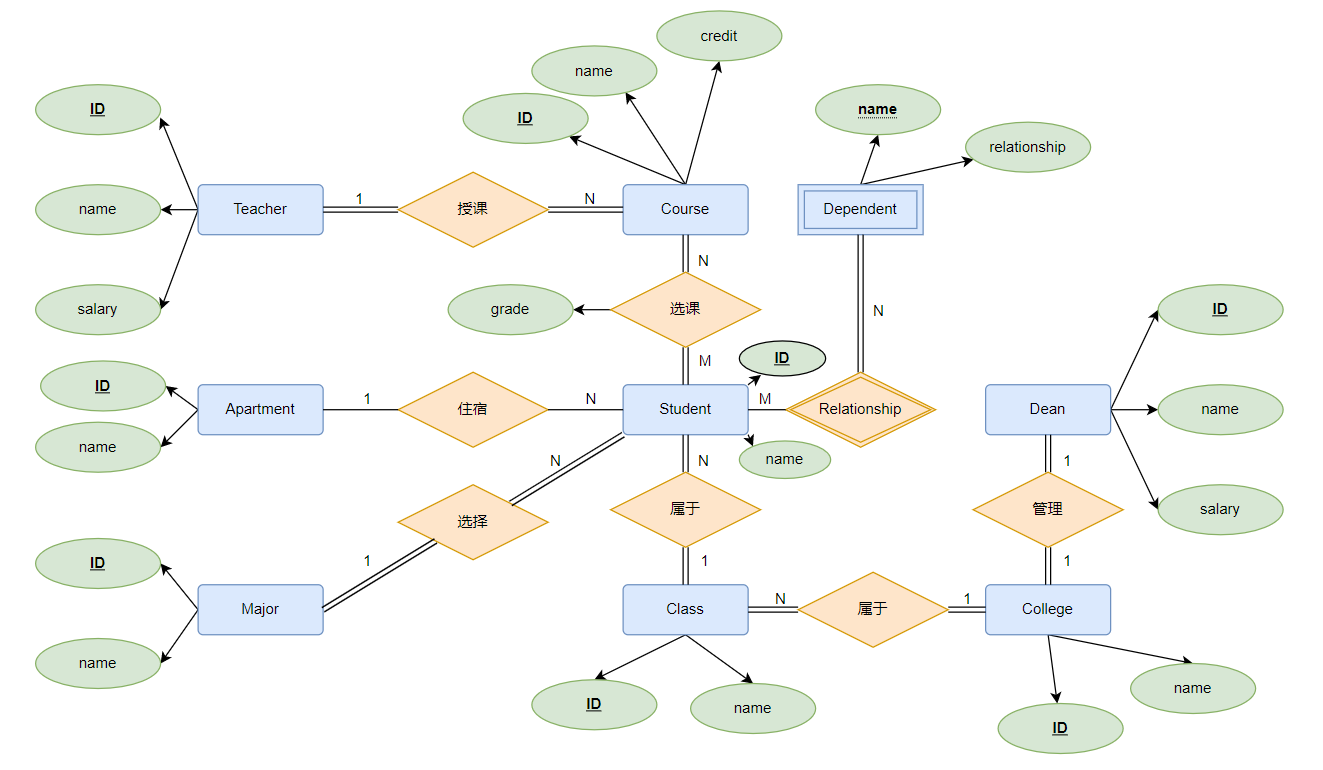 credit
name
ID
name
relationship
ID
name
salary
Teacher
1
授课
N
Course
Dependent
N
grade
选课
M
N
ID
name
Apartment
1
住宿
N
Student
ID
name
M
Relationship
Dean
ID
name
salary
1
管理
1
N
选择
1
N
属于
1
ID
name
Major
Class
N
属于
1
College
ID
name
name
ID